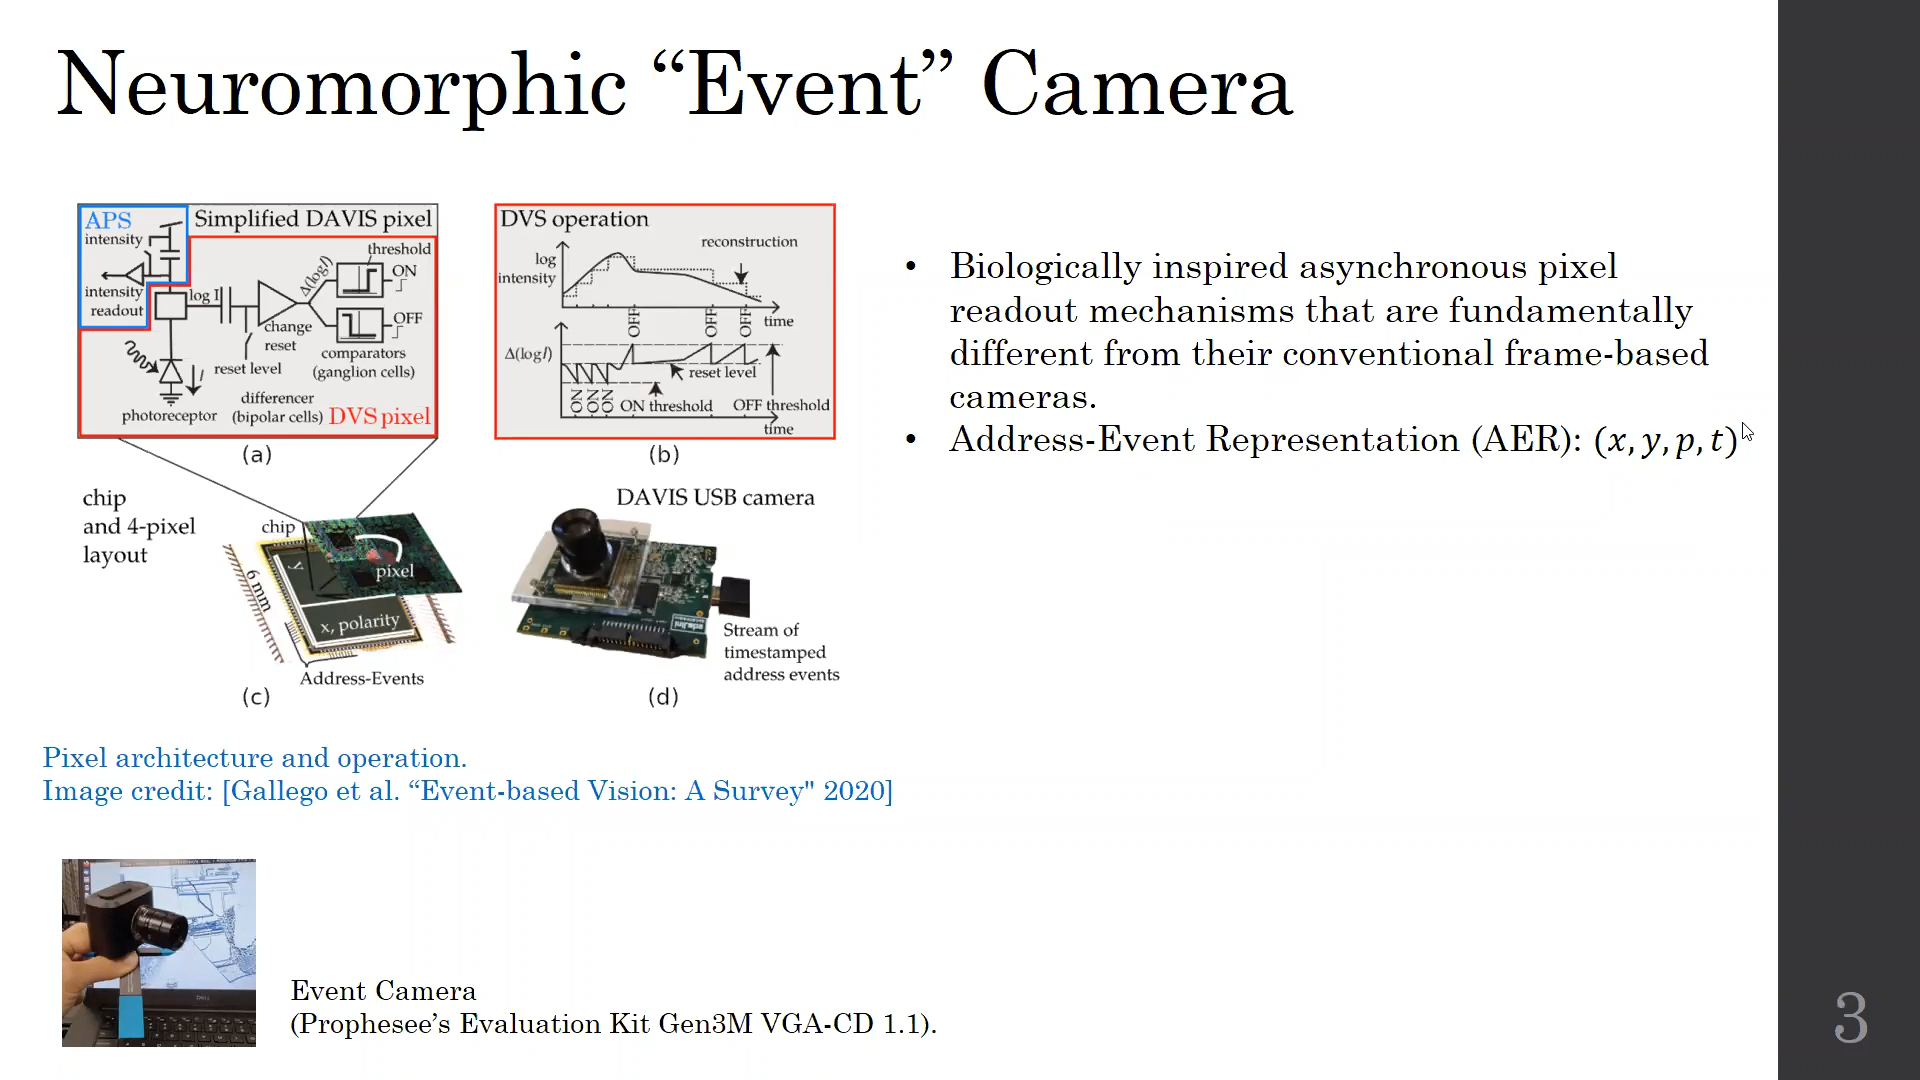 Neuromorphic “Event” Camera
APS
intensity
Simplified DAVIS pixel
threshold
ON
Δ(logI)
intensity
readout
log I
OFF
change
reset
comparators
(ganglion cells)
reset level
I
differencer
(bipolar cells)
photoreceptor
DVS pixel
(a)
DVS operation
reconstruction
log
intensity
OFF
OFF
OFF
time
Δ(logI)
reset level
ON
ON
ON
ON threshold
OFF threshold
time
(b)
chip
and 4-pixel
layout
chip
pixel
y
6 mm
x, polarity
Address-Events
(c)
DAVIS USB camera
Stream of
timestamped
address events
(d)
• Biologically inspired asynchronous pixel
readout mechanisms that are fundamentally
different from their conventional frame-based
cameras.
• Address-Event Representation (AER): (x, y, p, t)
Pixel architecture and operation.
Image credit: [Gallego et al. “Event-based Vision: A Survey" 2020]
Event Camera
(Prophesee’s Evaluation Kit Gen3M VGA-CD 1.1).
3